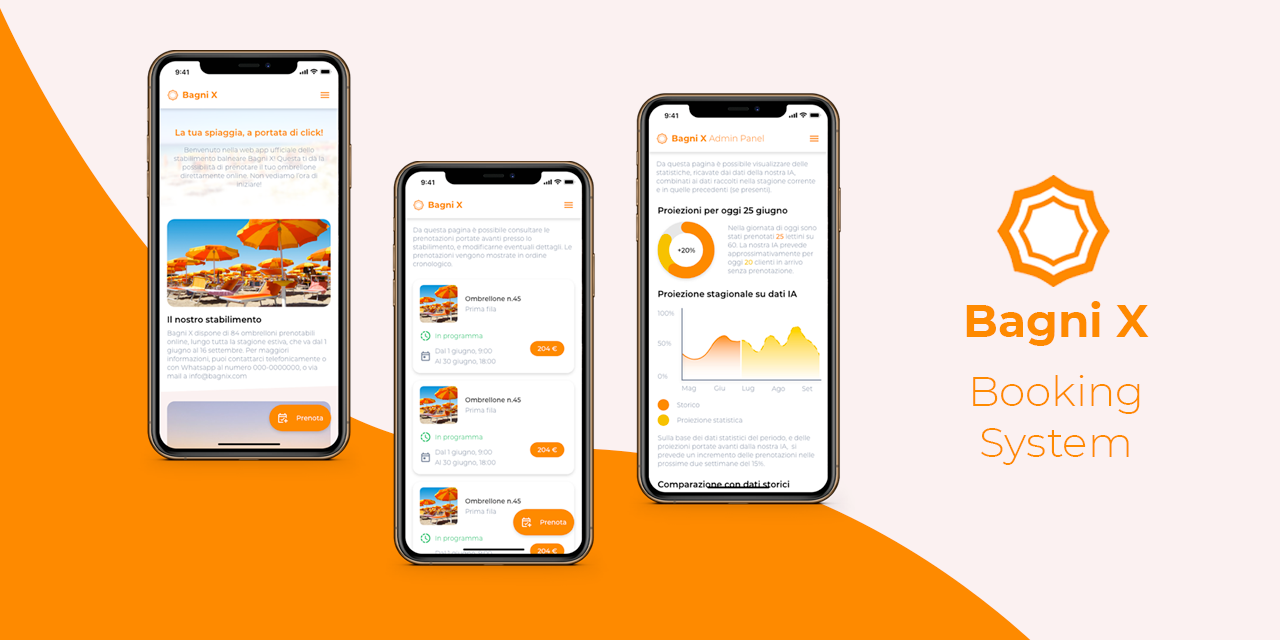 9:41
Bagni X
La tua spiaggia, a portata di click!
Benvenuto nella web app ufficiale dello
stabilimento balneare Bagni X! Questa ti dà la
possibilità di prenotare il tuo ombrellone
direttamente online. Non vediamo l'ora di
iniziare!
Il nostro stabilimento
Bagni X dispone di 84 ombrelloni prenotabili
online, lungo tutta la stagione estiva, che va dal 1
giugno al 16 settembre. Per maggiori
informazioni, puoi contattarci telefonicamente o
con Whatsapp al numero 000-0000000, o via
mail a info@bagnix.com
Prenota
9:41
Bagni X
Da questa pagina è possibile consultare le
prenotazioni portate avanti presso lo
stabilimento, e modificarne eventuali dettagli. Le
prenotazioni vengono mostrate in ordine
cronologico.
Ombrellone n.45
Prima fila
In programma
Dal 1 giugno, 9:00
Al 30 giugno, 18:00
204 €
Ombrellone n.45
Prima fila
In programma
Dal 1 giugno, 9:00
Al 30 giugno, 18:00
204 €
Ombrellone n.45
Prima fila
Prenota
In programma
Dal 1 giugno, 9:00
204 €
9:41
Bagni X Admin Panel
Da questa pagina è possibile visualizzare delle
statistiche, ricavate dai dati della nostra IA,
combinati ai dati raccolti nella stagione corrente
e in quelle precedenti (se presenti).
Proiezioni per oggi 25 giugno
+20%
Nella giornata di oggi sono
stati prenotati 25 lettini su
60. La nostra IA prevede
approssimativamente per
oggi 20 clienti in arrivo
senza prenotazione.
Proiezione stagionale su dati IA
100%
50%
0%
Mag Giu Lug Ago Set
Storico
Proiezione statistica
Sulla base dei dati statistici del periodo, e delle
proiezioni portate avanti dalla nostra IA, si
prevede un incremento delle prenotazioni nelle
prossime due settimane del 15%.
Comparazione con dati storici
Bagni X
Booking
System